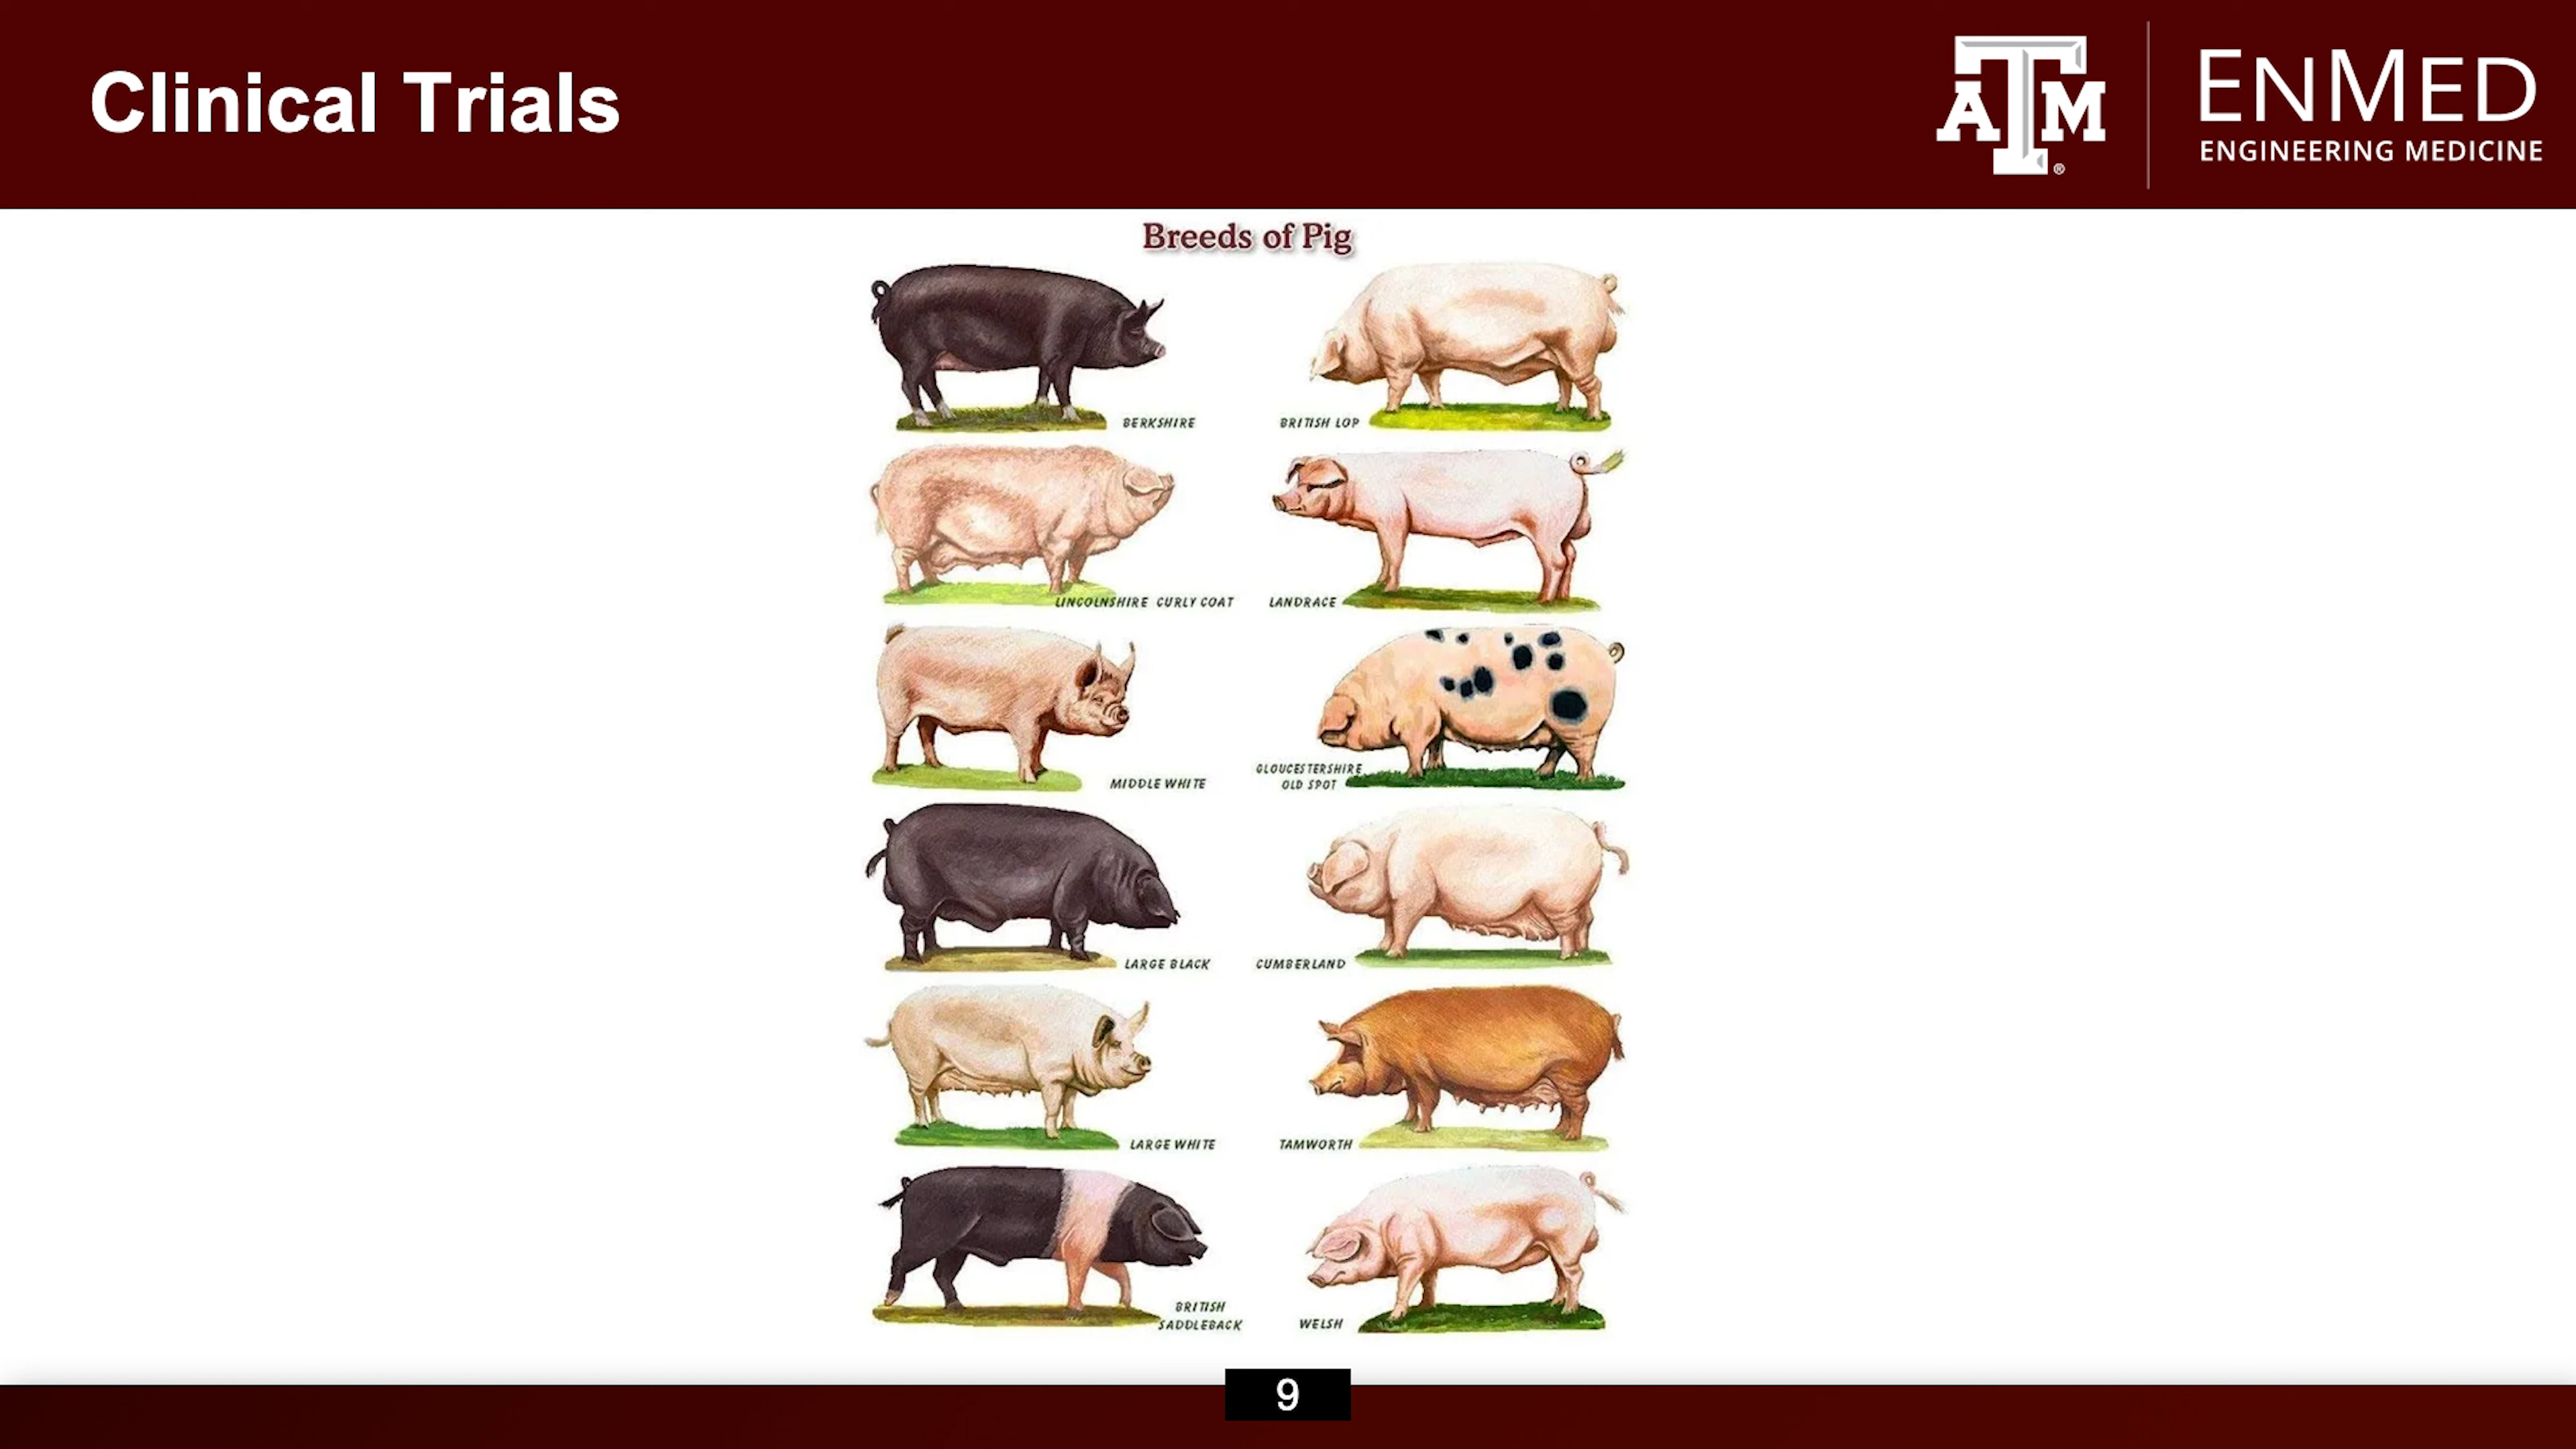 Clinical Trials
ATM®
ENMED
ENGINEERING MEDICINE
Breeds of Pig
BERKSHIRE
BRITISH LOP
LINCOLNSHIRE CURLY COAT
LANDRACE
MIDDLE WHITE
GLOUCESTERSHIRE
OLD SPOT
LARGE BLACK
CUMBERLAND
LARGE WHITE
TAMWORTH
BRITISH
SADDLEBACK
WELSH
9